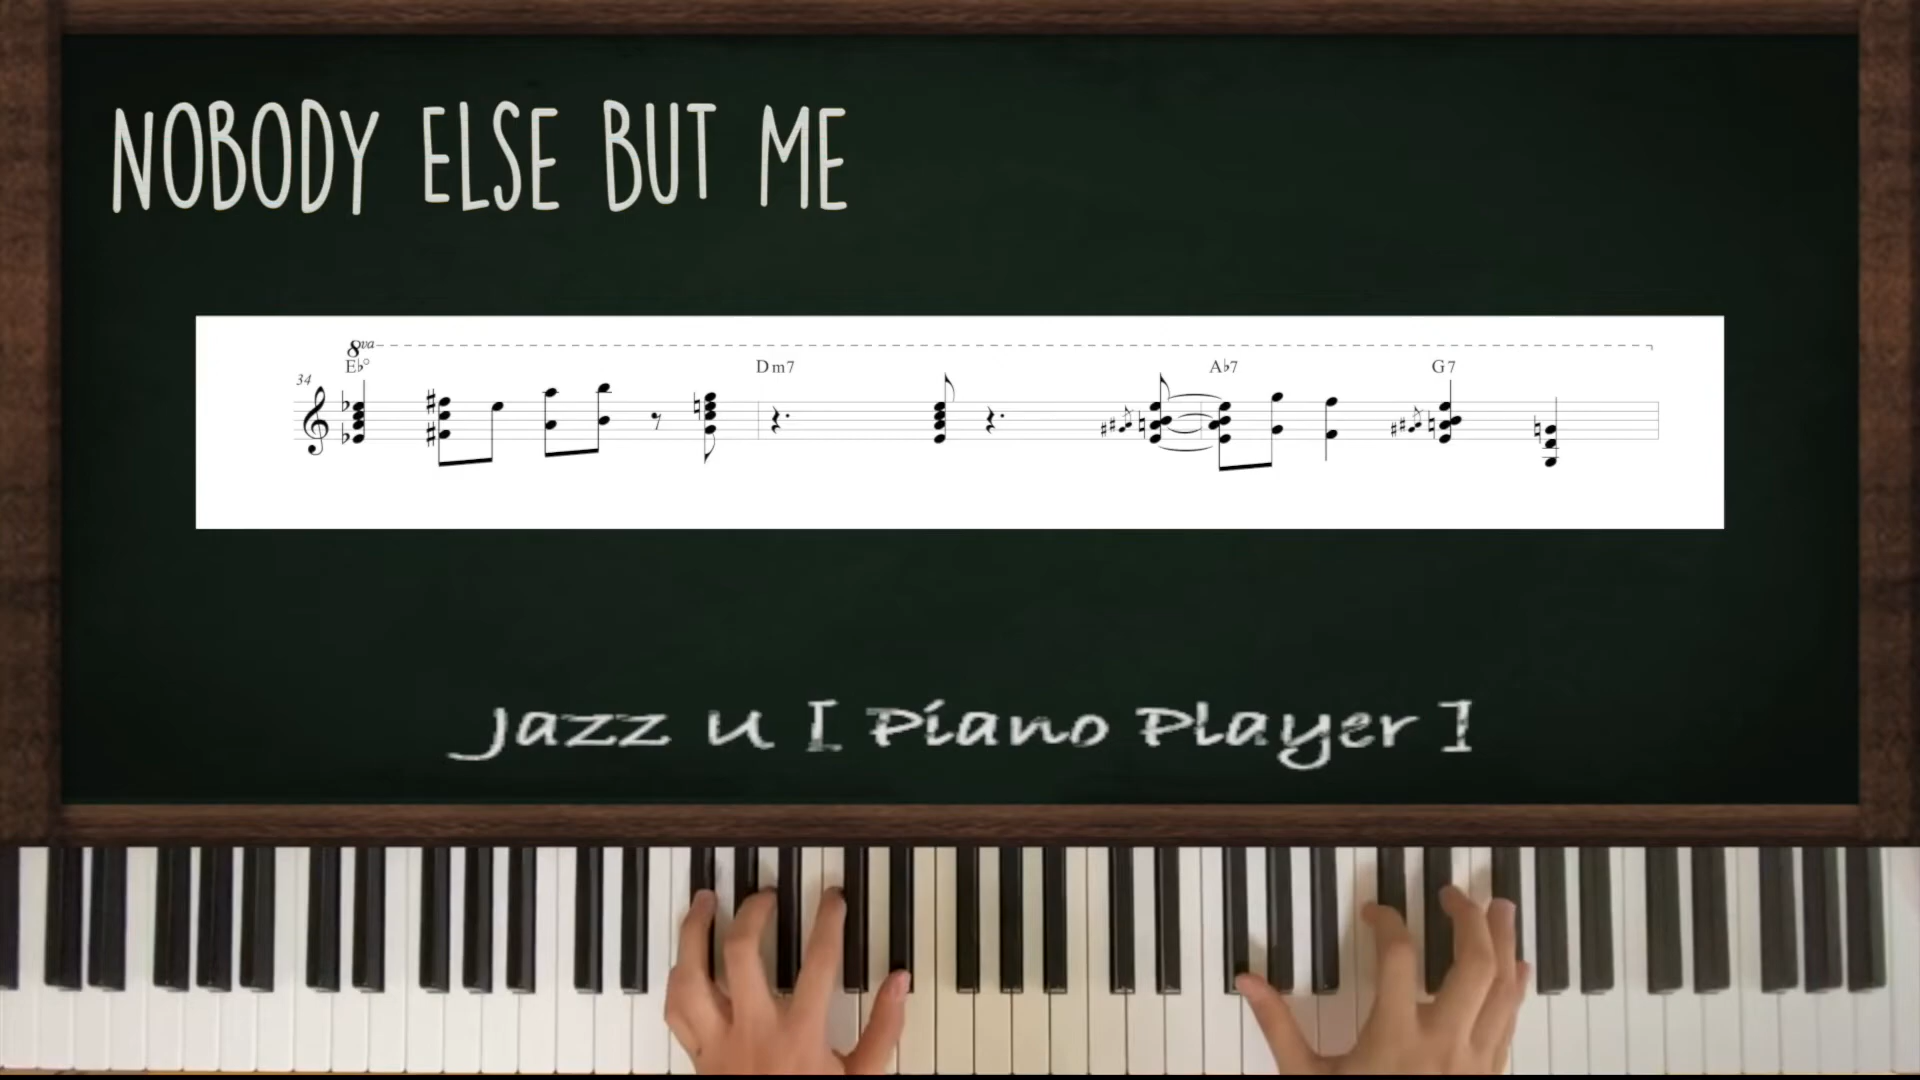 NOBODY ELSE BUT ME
8va
E♭° Dm7 A♭7 G7
34
Jazz U [ Piano Player ]